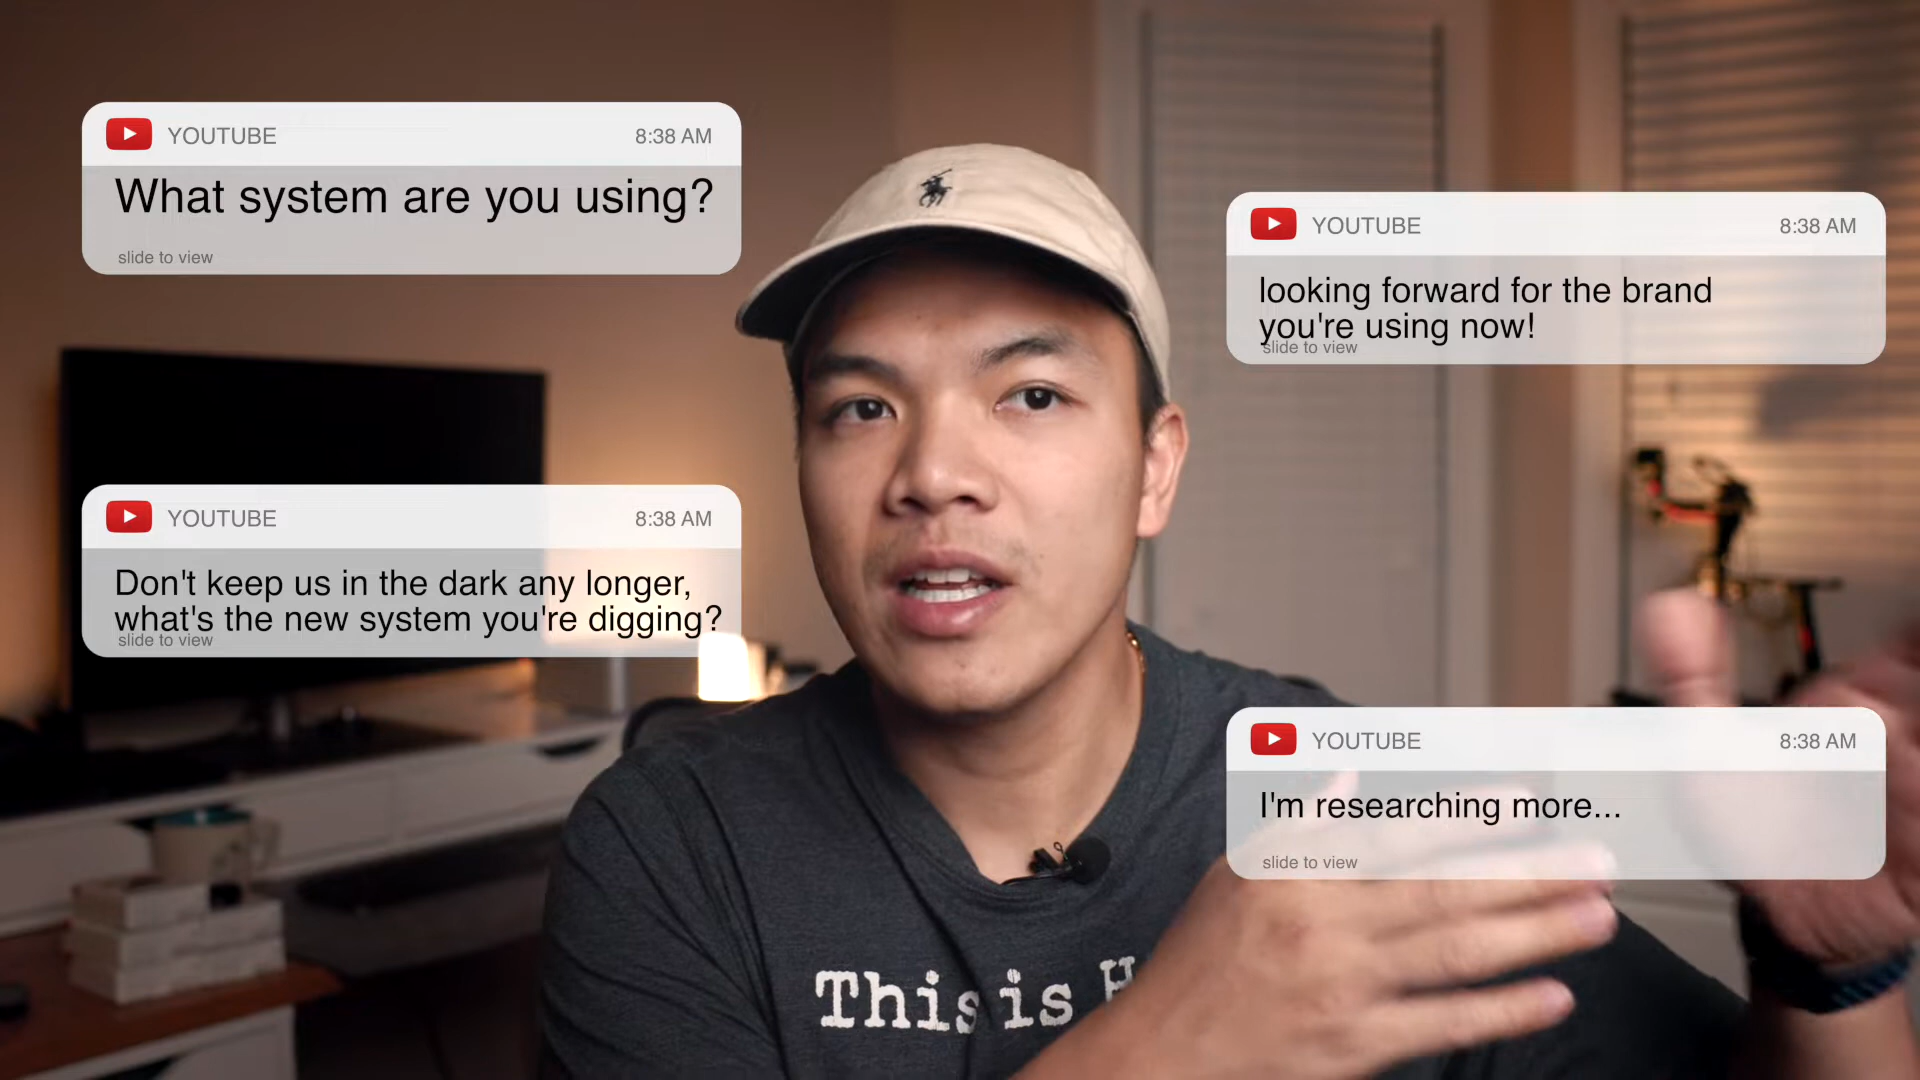 YOUTUBE 8:38 AM
What system are you using?
slide to view
YOUTUBE 8:38 AM
looking forward for the brand
you're using now!
slide to view
YOUTUBE 8:38 AM
Don't keep us in the dark any longer,
what's the new system you're digging?
slide to view
YOUTUBE 8:38 AM
I'm researching more...
slide to view
This is H